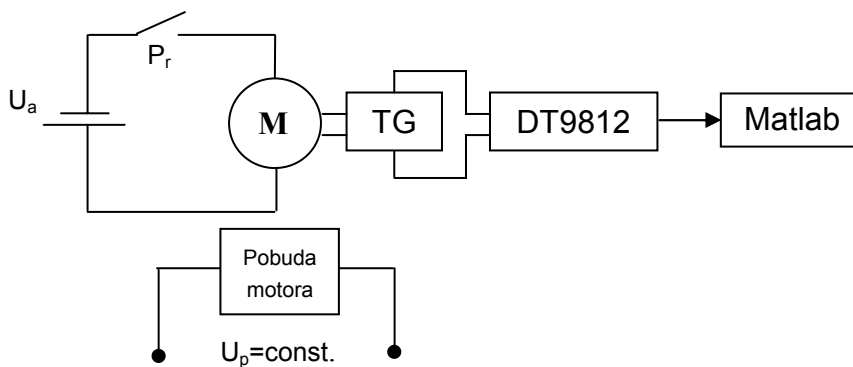 P_r
U_a
M
TG
DT9812
Matlab
Pobuda
motora
U_p=const.